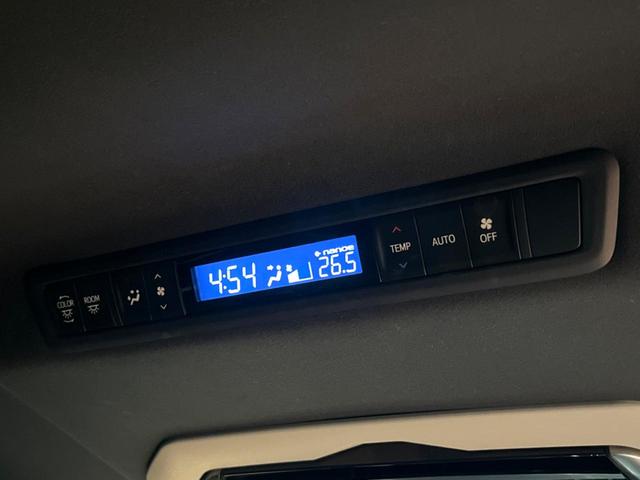 COLOR
ROOM
4:54
nanoe
26.5
TEMP
AUTO
OFF